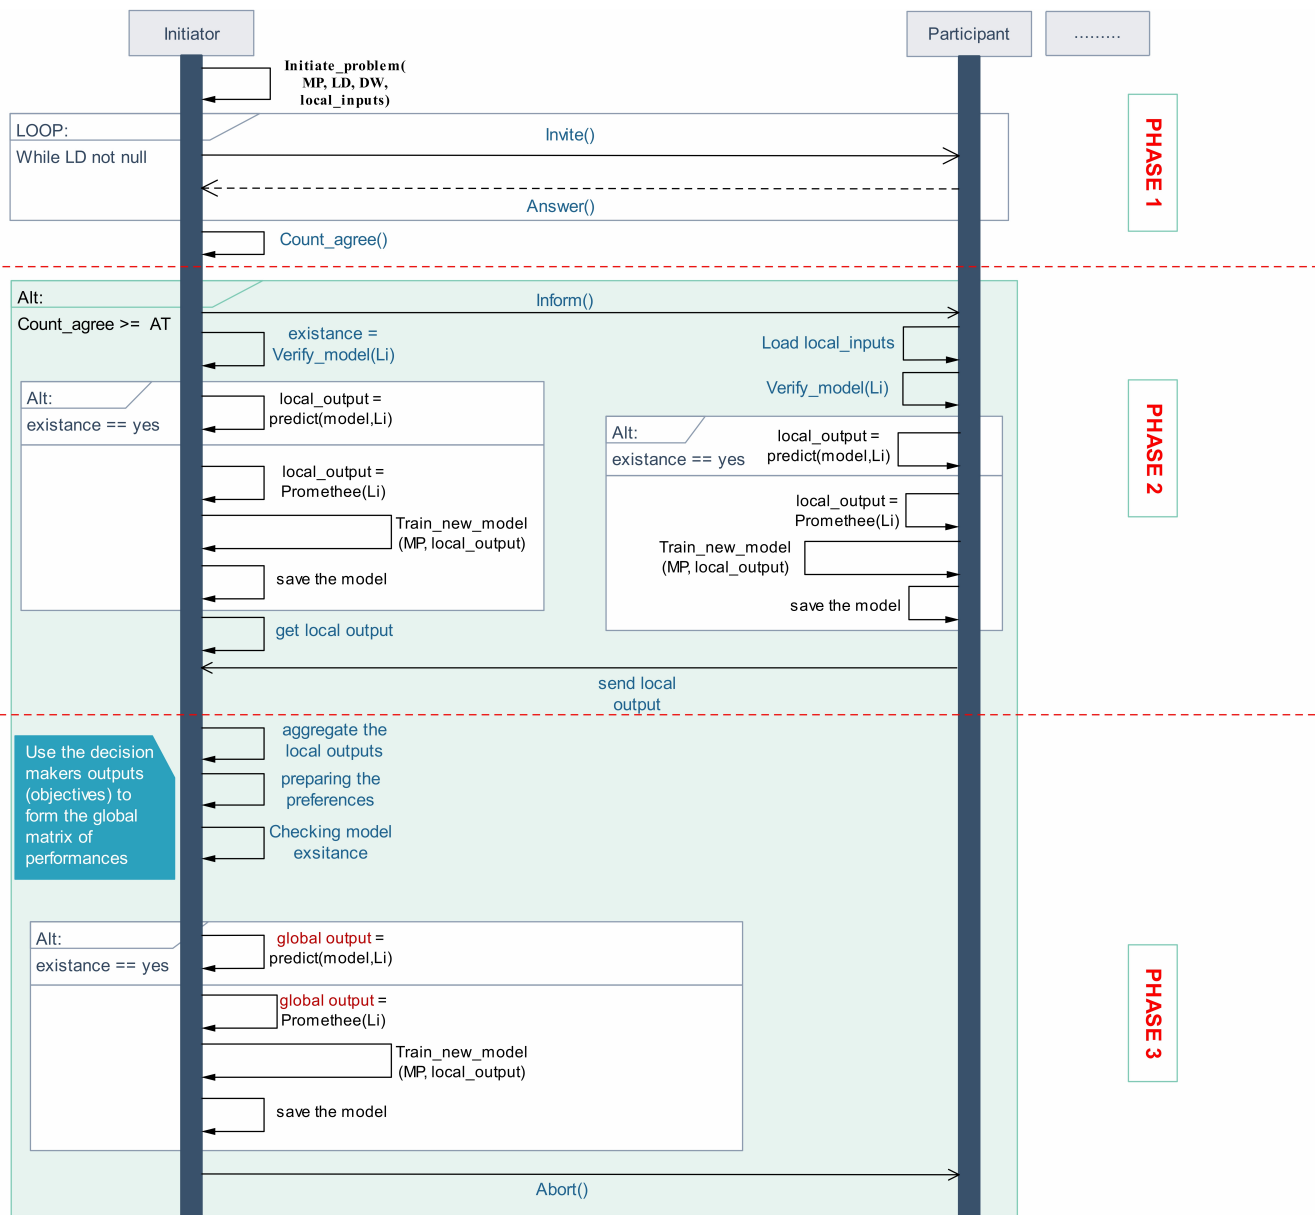 Initiator
Participant
.........
Initiate_problem(
MP, LD, DW,
local_inputs)
LOOP:
While LD not null
Invite()
Answer()
Count_agree()
PHASE 1
Alt:
Count_agree >= AT
Inform()
existance =
Verify_model(Li)
Load local_inputs
Verify_model(Li)
Alt:
existance == yes
local_output =
predict(model,Li)
local_output =
Promethee(Li)
Train_new_model
(MP, local_output)
save the model
Alt:
existance == yes
local_output =
predict(model,Li)
local_output =
Promethee(Li)
Train_new_model
(MP, local_output)
save the model
get local output
send local
output
PHASE 2
Use the decision
makers outputs
(objectives) to
form the global
matrix of
performances
aggregate the
local outputs
preparing the
preferences
Checking model
exsitance
Alt:
existance == yes
global output =
predict(model,Li)
global output =
Promethee(Li)
Train_new_model
(MP, local_output)
save the model
Abort()
PHASE 3